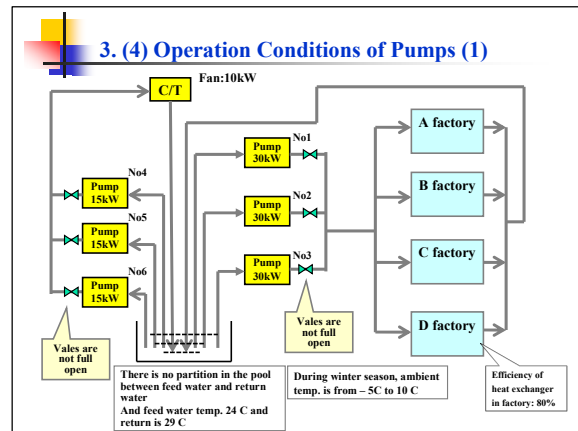 3. (4) Operation Conditions of Pumps (1)
Fan:10kW
C/T
No1
Pump
30kW
No2
Pump
30kW
No3
Pump
30kW
No4
Pump
15kW
No5
Pump
15kW
No6
Pump
15kW
A factory
B factory
C factory
D factory
Vales are
not full
open
Vales are
not full
open
There is no partition in the pool
between feed water and return
water
And feed water temp. 24 C and
return is 29 C
During winter season, ambient
temp. is from – 5C to 10 C
Efficiency of
heat exchanger
in factory: 80%